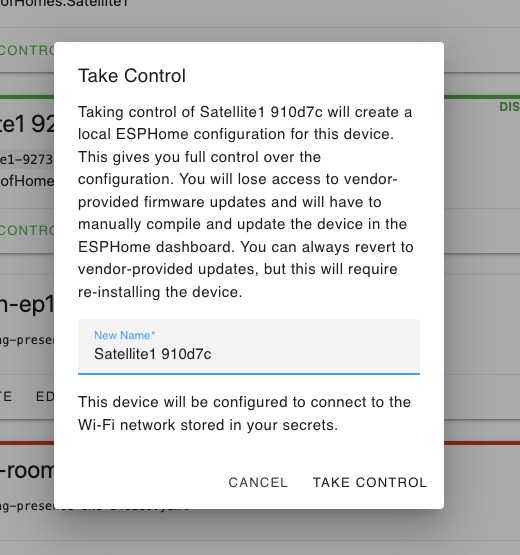 ofHomes.Satellite1
CONTRO
DIS
te1 92
e1-9273
ofHome
CONTRO
n-ep1
ng-presen
TE ED
-room
Take Control
Taking control of Satellite1 910d7c will create a
local ESPHome configuration for this device.
This gives you full control over the
configuration. You will lose access to vendor-
provided firmware updates and will have to
manually compile and update the device in the
ESPHome dashboard. You can always revert to
vendor-provided updates, but this will require
re-installing the device.
New Name*
Satellite1 910d7c
This device will be configured to connect to the
Wi-Fi network stored in your secrets.
CANCEL TAKE CONTROL